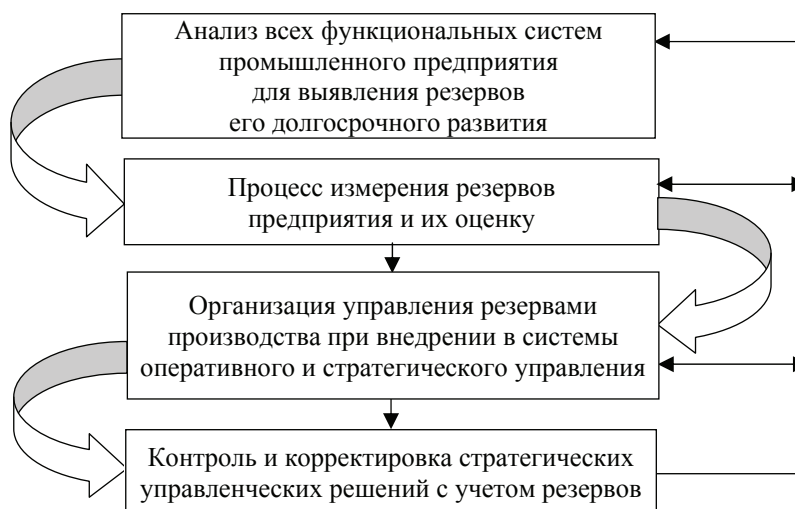 Анализ всех функциональных систем
промышленного предприятия
для выявления резервов
его долгосрочного развития
Процесс измерения резервов
предприятия и их оценку
Организация управления резервами
производства при внедрении в системы
оперативного и стратегического управления
Контроль и корректировка стратегических
управленческих решений с учетом резервов